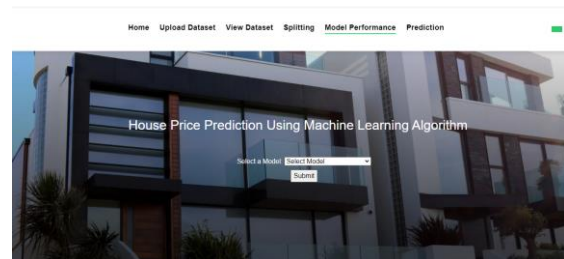 Home Upload Dataset View Dataset Splitting Model Performance Prediction
House Price Prediction Using Machine Learning Algorithm
Select a Model: Select Model
Submit